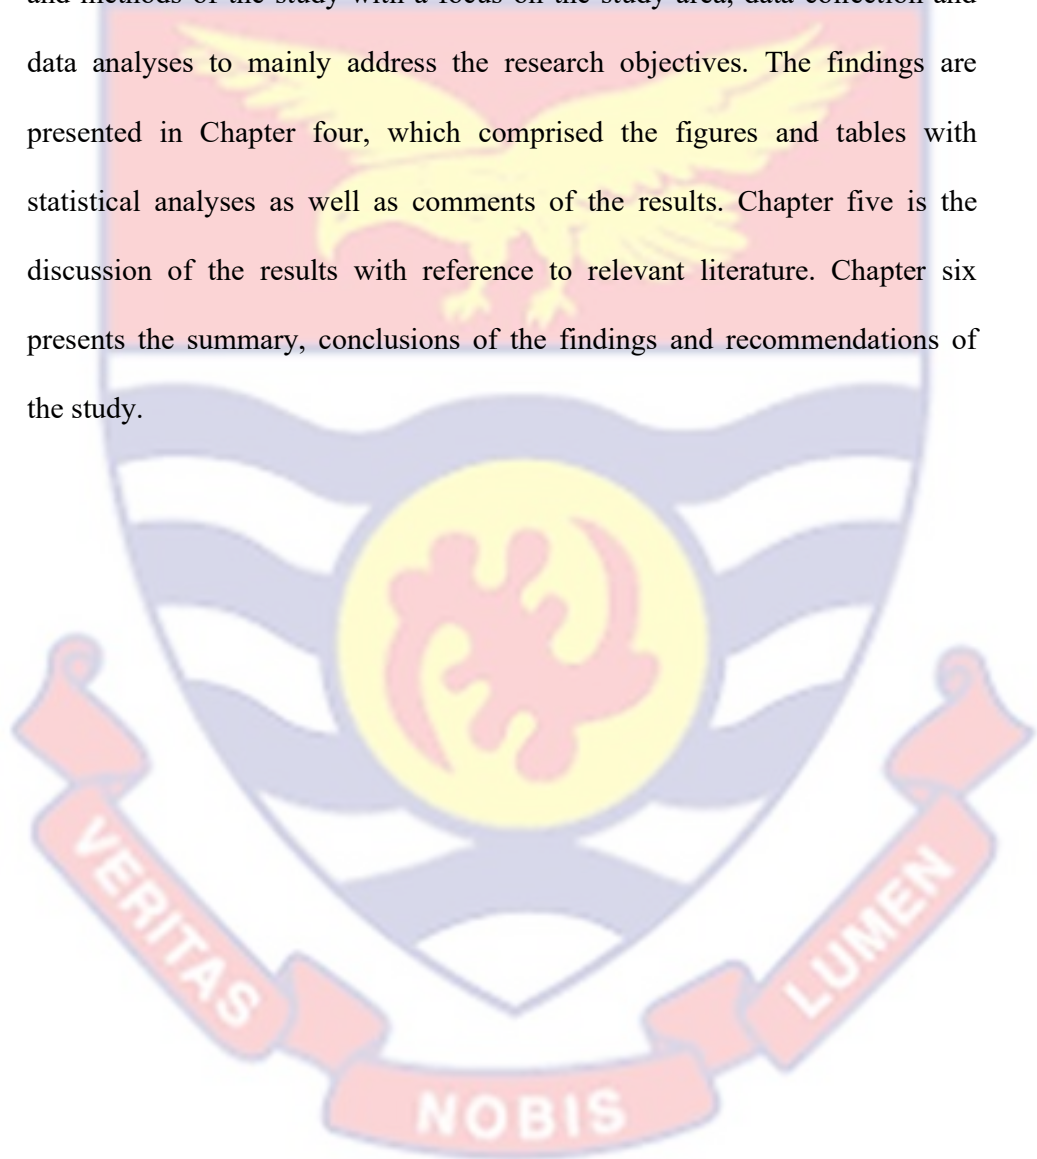 and methods of the study with a focus on the study area, data collection and
data analyses to mainly address the research objectives. The findings are
presented in Chapter four, which comprised the figures and tables with
statistical analyses as well as comments of the results. Chapter five is the
discussion of the results with reference to relevant literature. Chapter six
presents the summary, conclusions of the findings and recommendations of
the study.
VERITAS
NOBIS
LUMEN